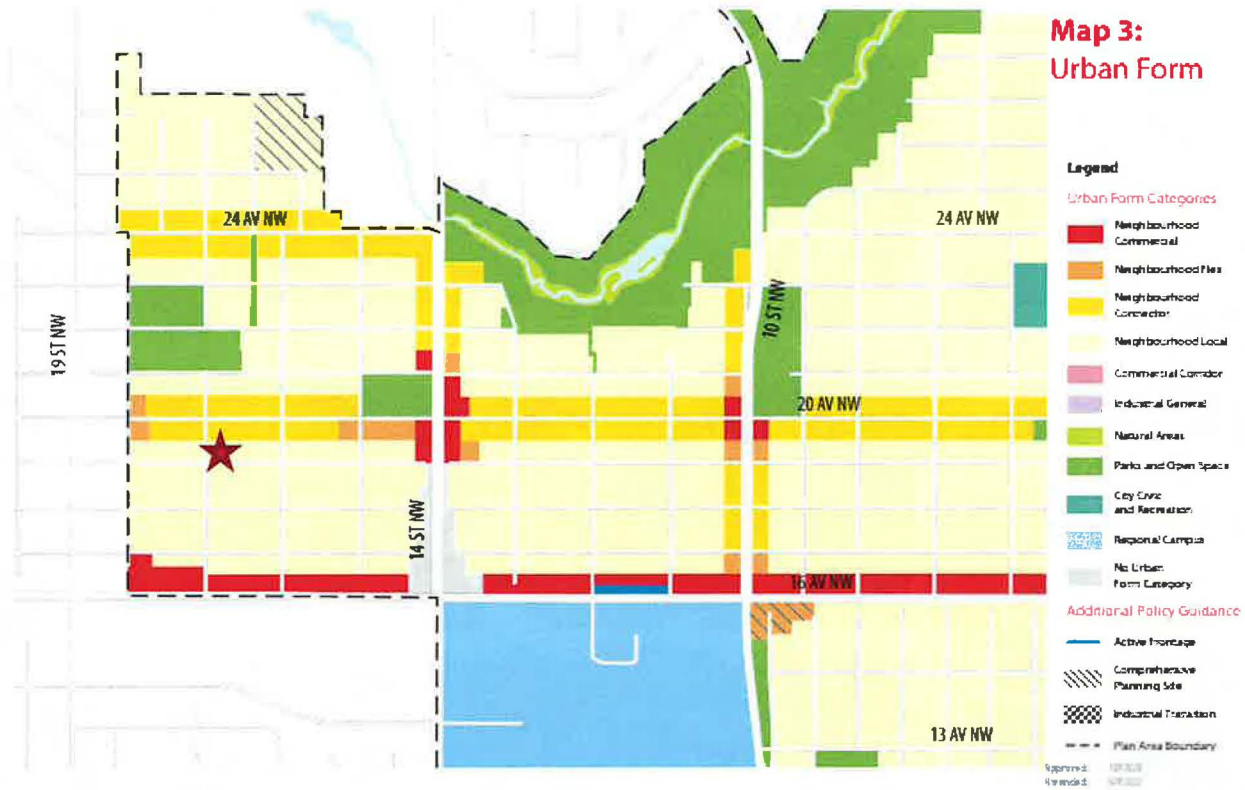 Map 3:
Urban Form
24 AV NW
24 AV NW
19 ST NW
10 ST NW
20 AV NW
14 ST NW
16 AV NW
13 AV NW
Legend
Urban Form Categories
Neighbourhood
Commercial
Neighbourhood Flex
Neighbourhood
Connector
Neighbourhood Local
Commercial Corridor
Industrial General
Natural Areas
Parks and Open Space
City Civic
and Recreation
Regional Campus
No Urban
Form Category
Additional Policy Guidance
Active Frontage
Comprehensive
Planning Site
Industrial Transition
Plan Area Boundary
Approved:
Amended: